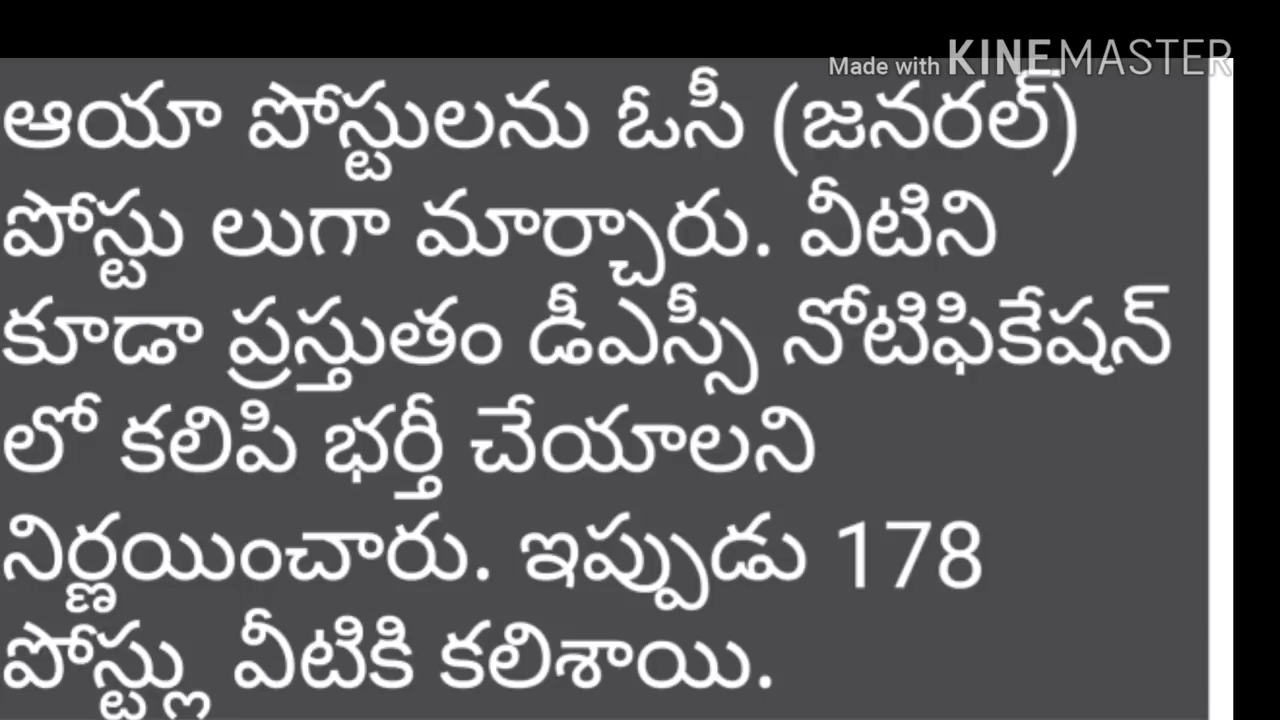 Made with KINEMASTER
ఆయా పోస్టులను ఓసీ (జనరల్)
పోస్టు లుగా మార్చారు. వీటిని
కూడా ప్రస్తుతం డీఎస్సీ నోటిఫికేషన్
లో కలిపి భర్తీ చేయాలని
నిర్ణయించారు. ఇప్పుడు 178
పోస్ట్లు వీటికి కలిశాయి.